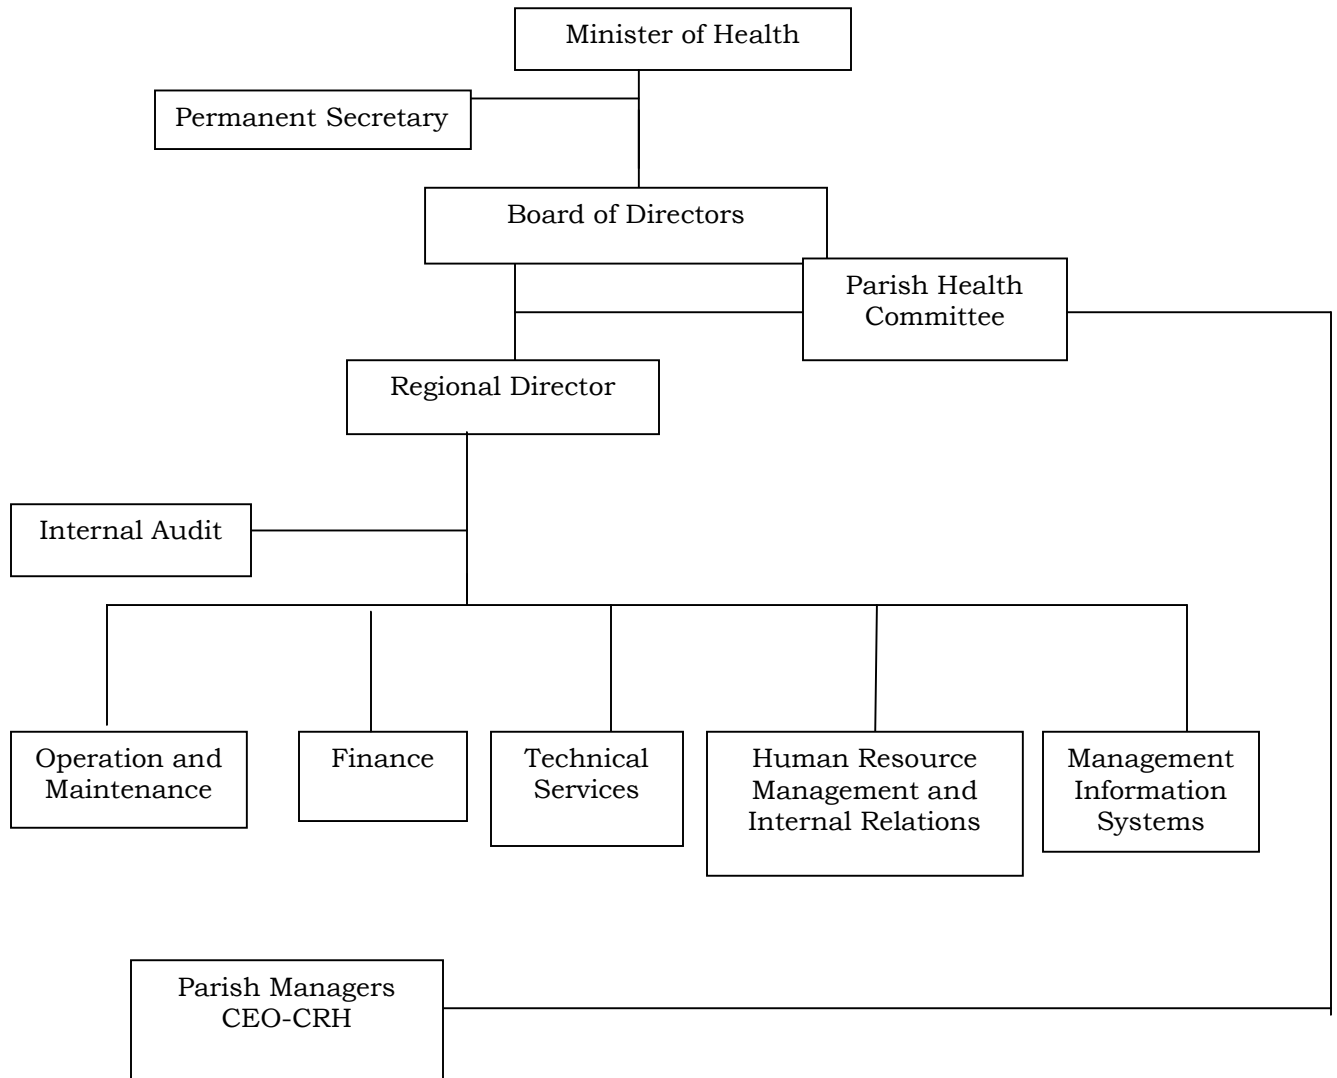 Minister of Health
Permanent Secretary
Board of Directors
Parish Health
Committee
Regional Director
Internal Audit
Operation and
Maintenance
Finance
Technical
Services
Human Resource
Management and
Internal Relations
Management
Information
Systems
Parish Managers
CEO-CRH